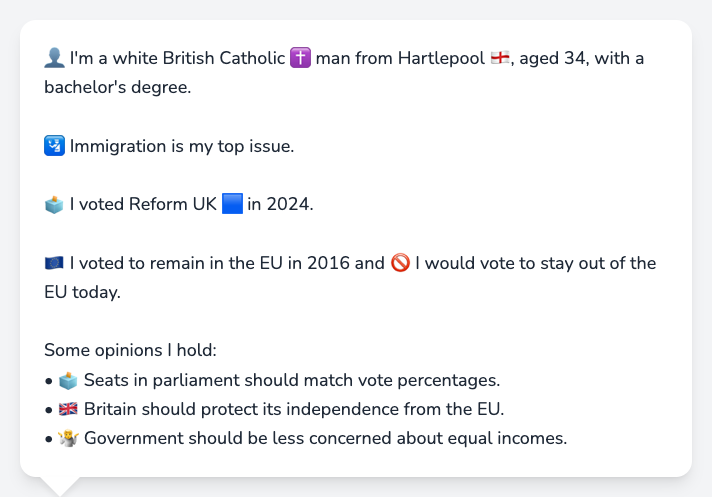 👤 I'm a white British Catholic ✝️ man from Hartlepool 🏴󠁧󠁢󠁥󠁮󠁧󠁿, aged 34, with a
bachelor's degree.
🛂 Immigration is my top issue.
🗳️ I voted Reform UK 🟦 in 2024.
🇪🇺 I voted to remain in the EU in 2016 and 🚫 I would vote to stay out of the
EU today.
Some opinions I hold:
• 🗳️ Seats in parliament should match vote percentages.
• 🇬🇧 Britain should protect its independence from the EU.
• 🤷 Government should be less concerned about equal incomes.